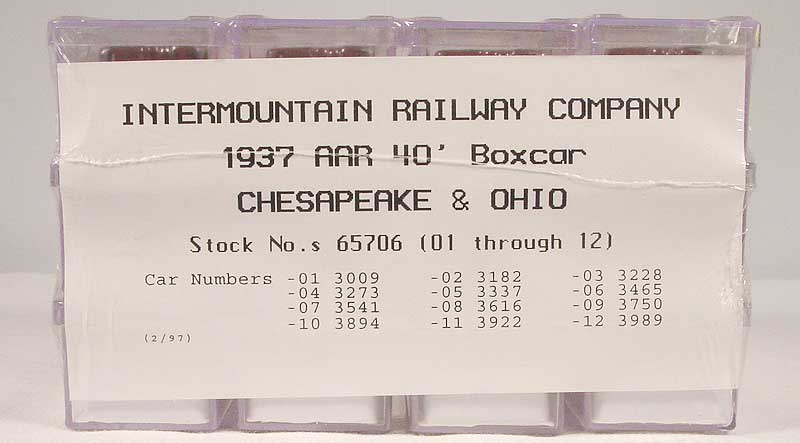 INTERMOUNTAIN RAILWAY COMPANY
1937 AAR 40' Boxcar
CHESAPEAKE & OHIO
Stock No.s 65706 (01 through 12)
Car Numbers -01 3009 -02 3182 -03 3228
-04 3273 -05 3337 -06 3465
-07 3541 -08 3616 -09 3750
-10 3894 -11 3922 -12 3989
(2/97)